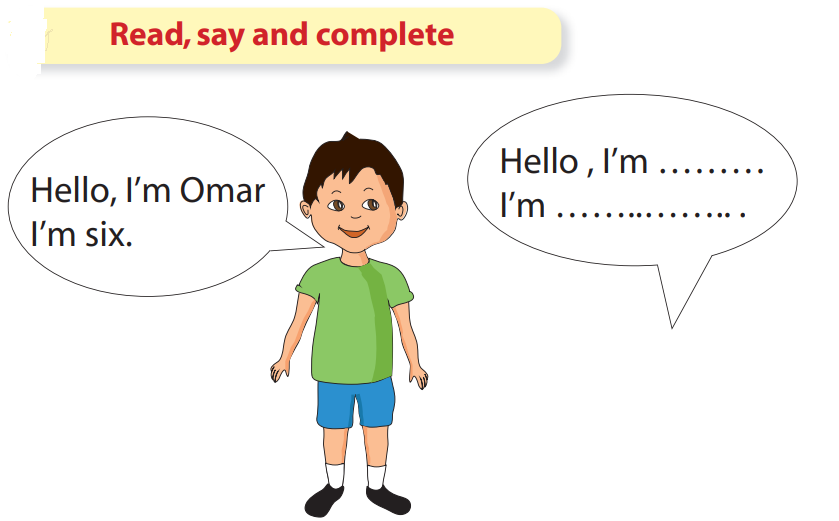 Read, say and complete
Hello, I'm Omar
I'm six.
Hello , I'm .........
I'm ................ .